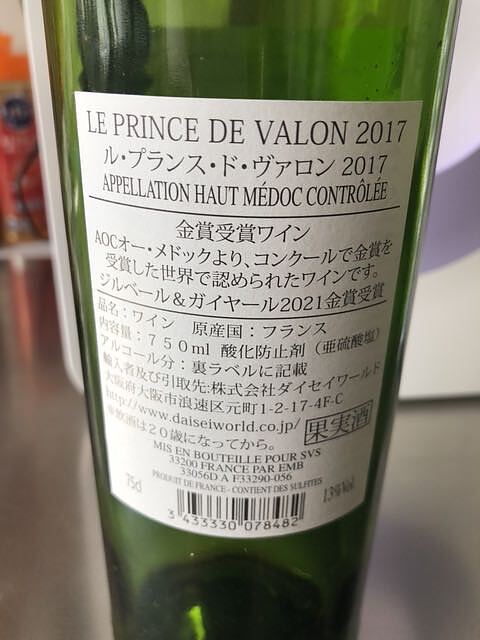 LE PRINCE DE VALON 2017
ル・プランス・ド・ヴァロン 2017
APPELLATION HAUT MÉDOC CONTRÔLÉE
金賞受賞ワイン
AOCオー・メドックより、コンクールで金賞を
受賞した世界で認められたワインです。
ジルベール＆ガイヤール2021金賞受賞
品名：ワイン 原産国：フランス
内容量：750ml 酸化防止剤（亜硫酸塩）
アルコール分：裏ラベルに記載
輸入者及び引取先:株式会社ダイセイワールド
大阪府大阪市浪速区元町1-2-17-4F-C
http://www.daiseiworld.co.jp/
飲酒は20歳になってから。
果実酒
MIS EN BOUTEILLE POUR SVS
33200 FRANCE PAR EMB
33056D A F33290-056
PRODUIT DE FRANCE - CONTIENT DES SULFITES
75cl
13%Vol.
3 433330 078482